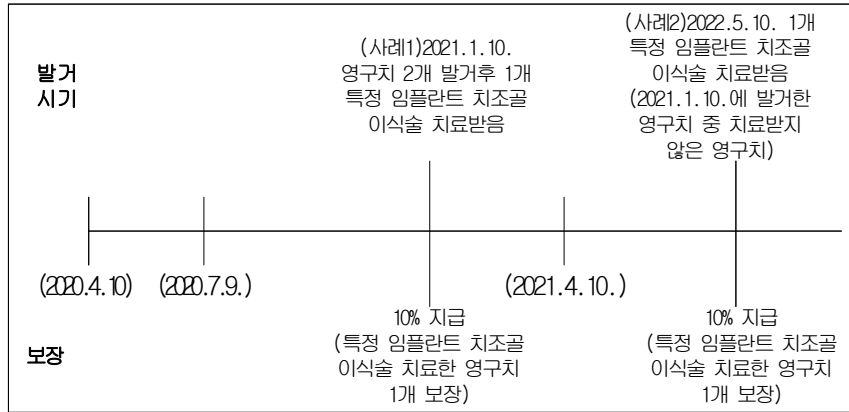 발거
시기
(사례1)2021.1.10.
영구치 2개 발거후 1개
특정 임플란트 치조골
이식술 치료받음
(사례2)2022.5.10. 1개
특정 임플란트 치조골
이식술 치료받음
(2021.1.10.에 발거한
영구치 중 치료받지
않은 영구치)
(2020.4.10)
(2020.7.9.)
(2021.4.10.)
보장
10% 지급
(특정 임플란트 치조골
이식술 치료한 영구치
1개 보장)
10% 지급
(특정 임플란트 치조골
이식술 치료한 영구치
1개 보장)